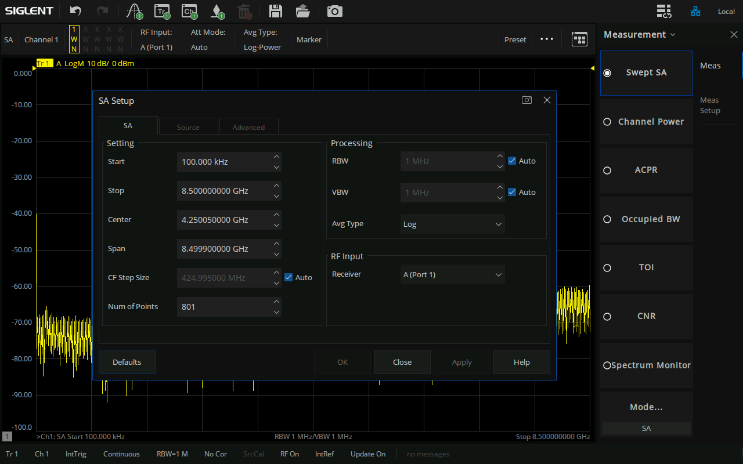 SIGLENT
Tr
Ch
Local
SA
Channel 1
1
W
N
X
W
N
X
W
N
X
W
N
X
W
N
RF Input:
A (Port 1)
Att Mode:
Auto
Avg Type:
Log-Power
Marker
Preset
•••
Measurement
Tr 1 A LogM 10 dB/ 0 dBm
0.000
-10.00
-20.00
-30.00
-40.00
-50.00
-60.00
-70.00
-80.00
-90.00
-100.0
SA Setup
SA
Source
Advanced
Setting
Start
100.000 kHz
Stop
8.500000000 GHz
Center
4.250050000 GHz
Span
8.499900000 GHz
CF Step Size
424.995000 MHz
Auto
Num of Points
801
Processing
RBW
1 MHz
Auto
VBW
1 MHz
Auto
Avg Type
Log
RF Input
Receiver
A (Port 1)
Defaults
OK
Close
Apply
Help
Swept SA
Channel Power
ACPR
Occupied BW
TOI
CNR
Spectrum Monitor
Mode...
SA
Meas
Meas
Setup
1
>Ch1: SA Start 100.000 kHz
RBW 1 MHz/VBW 1 MHz
Stop 8.500000000 GHz
Tr 1
Ch 1
IntTrig
Continuous
RBW=1 M
No Cor
SrcCal
RF On
IntRef
Update On
no messages